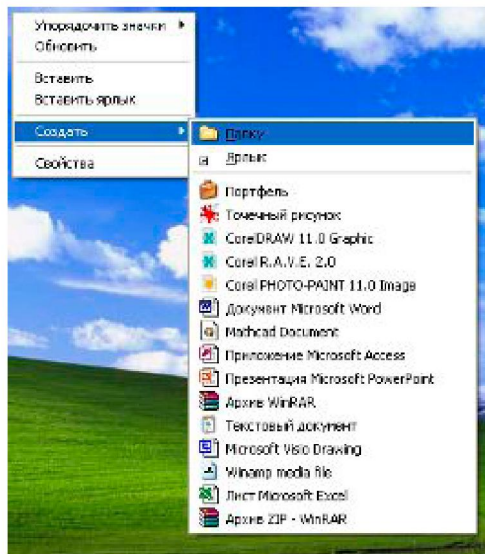 Упорядочить значки
Обновить
Вставить
Вставить ярлык
Создать
Свойства
Папку
Ярлык
Портфель
Точечный рисунок
CorelDRAW 11.0 Graphic
Corel R.A.V.E. 2.0
Corel PHOTO-PAINT 11.0 Image
Документ Microsoft Word
Mathcad Document
Приложение Microsoft Access
Презентация Microsoft PowerPoint
Архив WinRAR
Текстовый документ
Microsoft Visio Drawing
Winamp media file
Лист Microsoft Excel
Архив ZIP - WinRAR